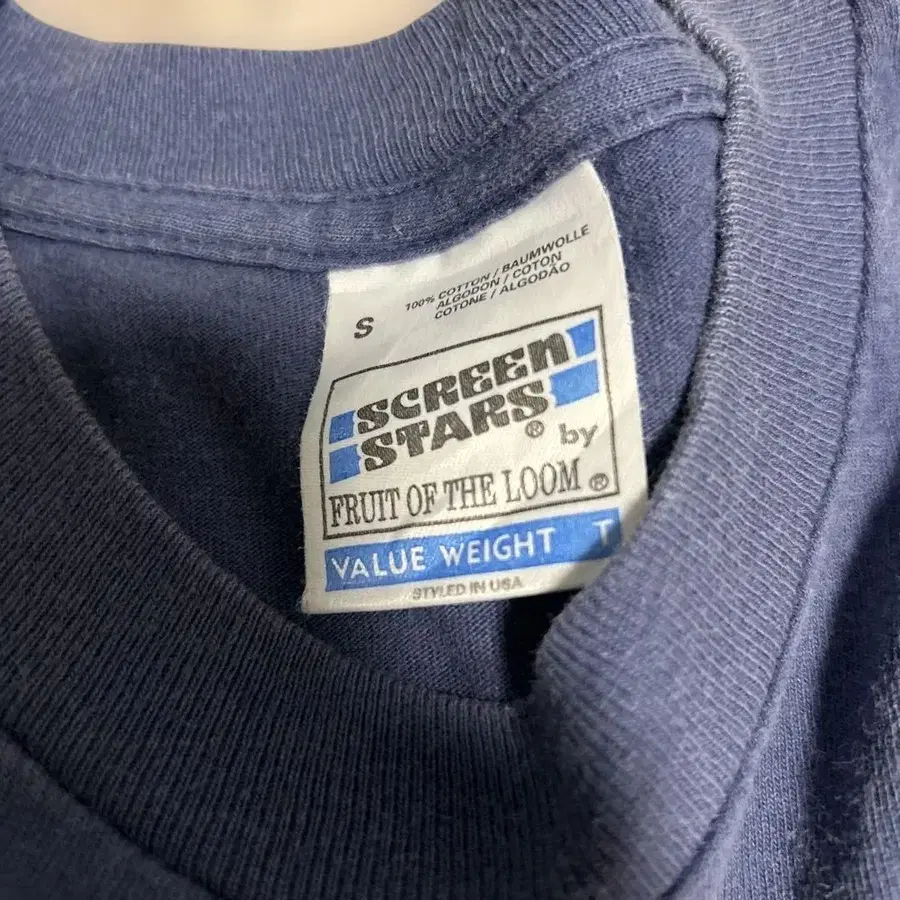 S
100% COTTON / BAUMWOLLE
ALGODON / COTON
COTONE / ALGODÃO
SCREEN
STARS® by
FRUIT OF THE LOOM®
VALUE WEIGHT T
STYLED IN USA